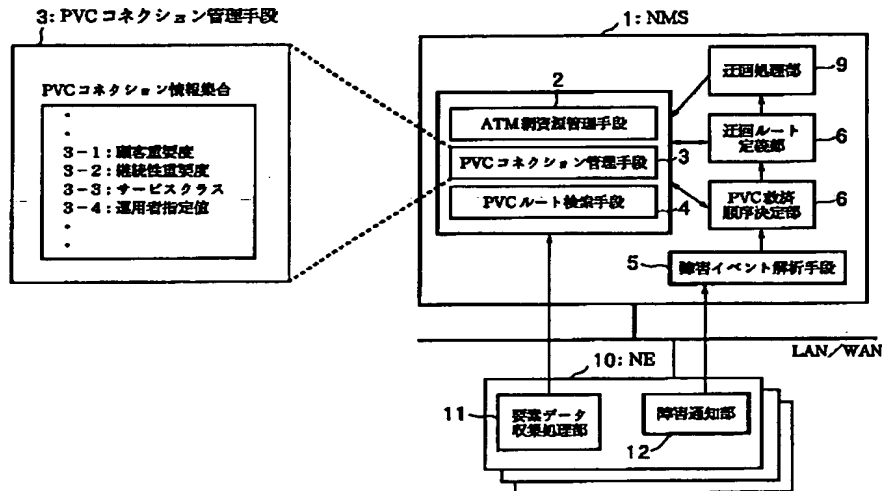 3: PVCコネクション管理手段
PVCコネクション情報集合
3-1:顧客重要度
3-2:継続性重要度
3-3:サービスクラス
3-4:運用者指定値
1: NMS
2
ATM網資源管理手段
PVCコネクション管理手段
3
PVCルート検索手段
4
迂回処理部
9
迂回ルート
定義部
6
PVC救済
順序決定部
6
5
障害イベント解析手段
LAN/WAN
10: NE
11
要素データ
収集処理部
障害通知部
12